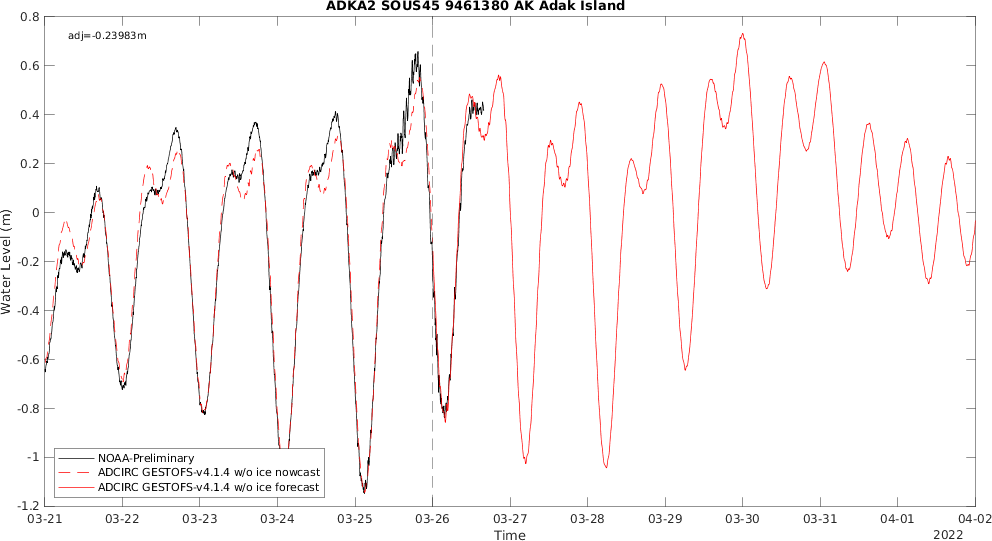 ADKA2 SOUS45 9461380 AK Adak Island
adj=-0.23983m
0.8
0.6
0.4
0.2
0
-0.2
-0.4
-0.6
-0.8
-1
-1.2
Water Level (m)
NOAA-Preliminary
ADCIRC GESTOFS-v4.1.4 w/o ice nowcast
ADCIRC GESTOFS-v4.1.4 w/o ice forecast
03-21 03-22 03-23 03-24 03-25 03-26 03-27 03-28 03-29 03-30 03-31 04-01 04-02
Time
2022